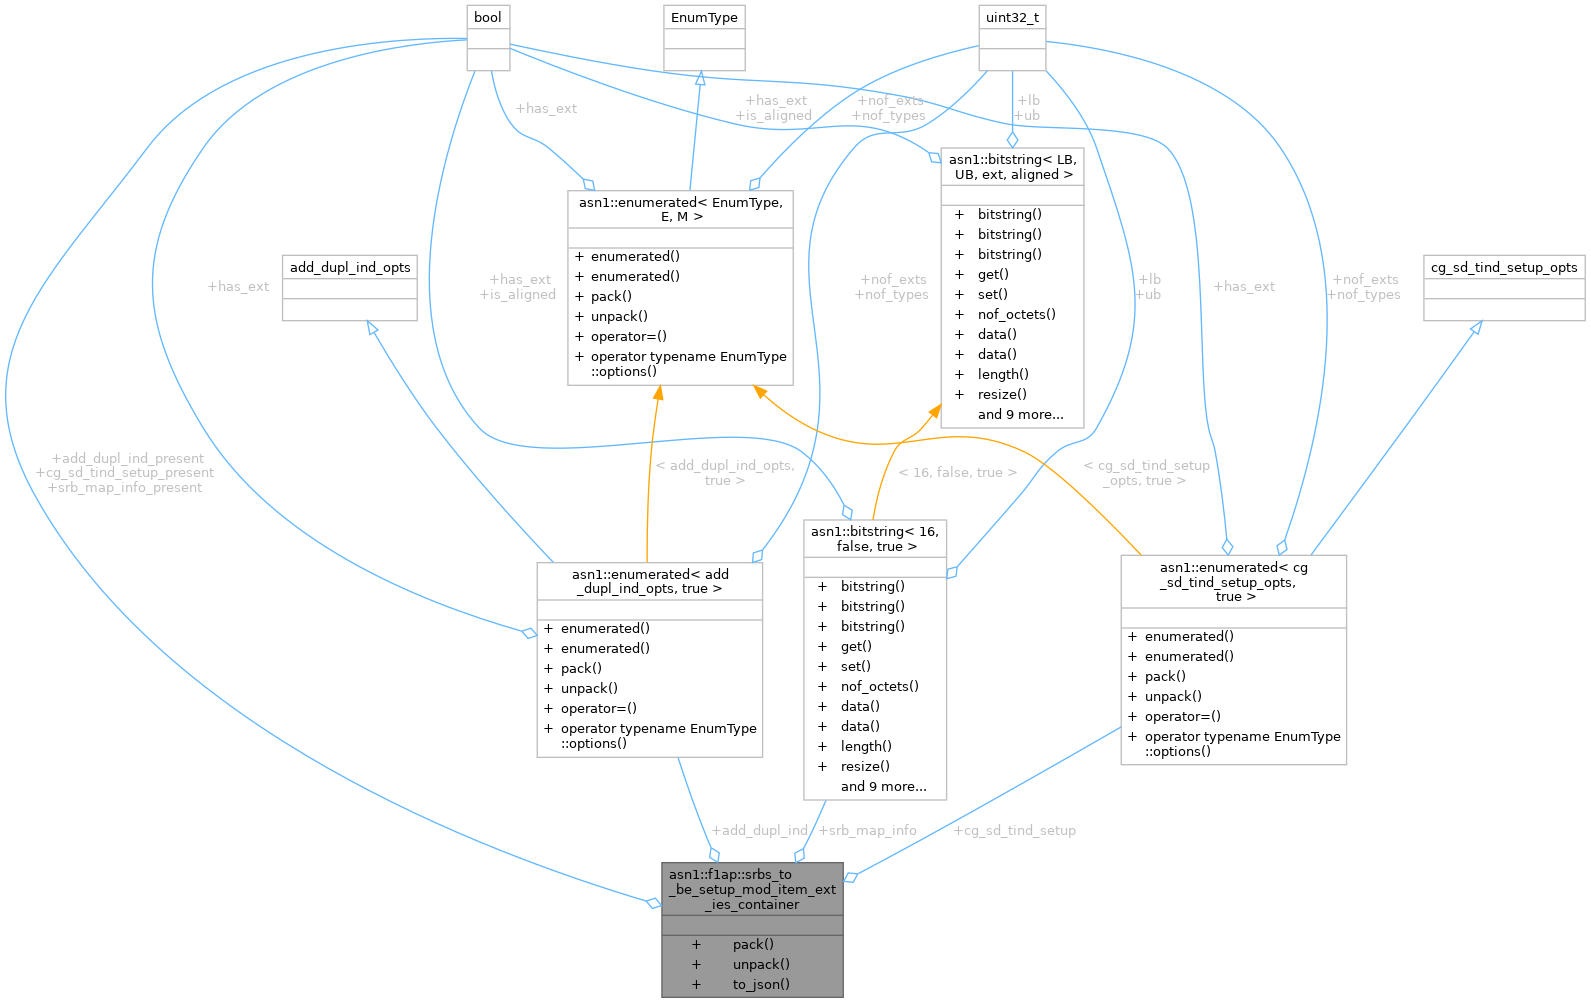 bool
EnumType
uint32_t
+has_ext
+has_ext
+is_aligned
+nof_exts
+nof_types
+lb
+ub
asn1::bitstring< LB,
UB, ext, aligned >
+ bitstring()
+ bitstring()
+ bitstring()
+ get()
+ set()
+ nof_octets()
+ data()
+ data()
+ length()
+ resize()
and 9 more...
asn1::enumerated< EnumType,
E, M >
+ enumerated()
+ enumerated()
+ pack()
+ unpack()
+ operator=()
+ operator typename EnumType
::options()
add_dupl_ind_opts
cg_sd_tind_setup_opts
+has_ext
+has_ext
+is_aligned
+nof_exts
+nof_types
+lb
+ub
+has_ext
+nof_exts
+nof_types
+add_dupl_ind_present
+cg_sd_tind_setup_present
+srb_map_info_present
< add_dupl_ind_opts,
true >
< 16, false, true >
< cg_sd_tind_setup
_opts, true >
asn1::enumerated< add
_dupl_ind_opts, true >
+ enumerated()
+ enumerated()
+ pack()
+ unpack()
+ operator=()
+ operator typename EnumType
::options()
asn1::bitstring< 16,
false, true >
+ bitstring()
+ bitstring()
+ bitstring()
+ get()
+ set()
+ nof_octets()
+ data()
+ data()
+ length()
+ resize()
and 9 more...
asn1::enumerated< cg
_sd_tind_setup_opts,
true >
+ enumerated()
+ enumerated()
+ pack()
+ unpack()
+ operator=()
+ operator typename EnumType
::options()
+add_dupl_ind
+srb_map_info
+cg_sd_tind_setup
asn1::f1ap::srbs_to
_be_setup_mod_item_ext
_ies_container
+ pack()
+ unpack()
+ to_json()